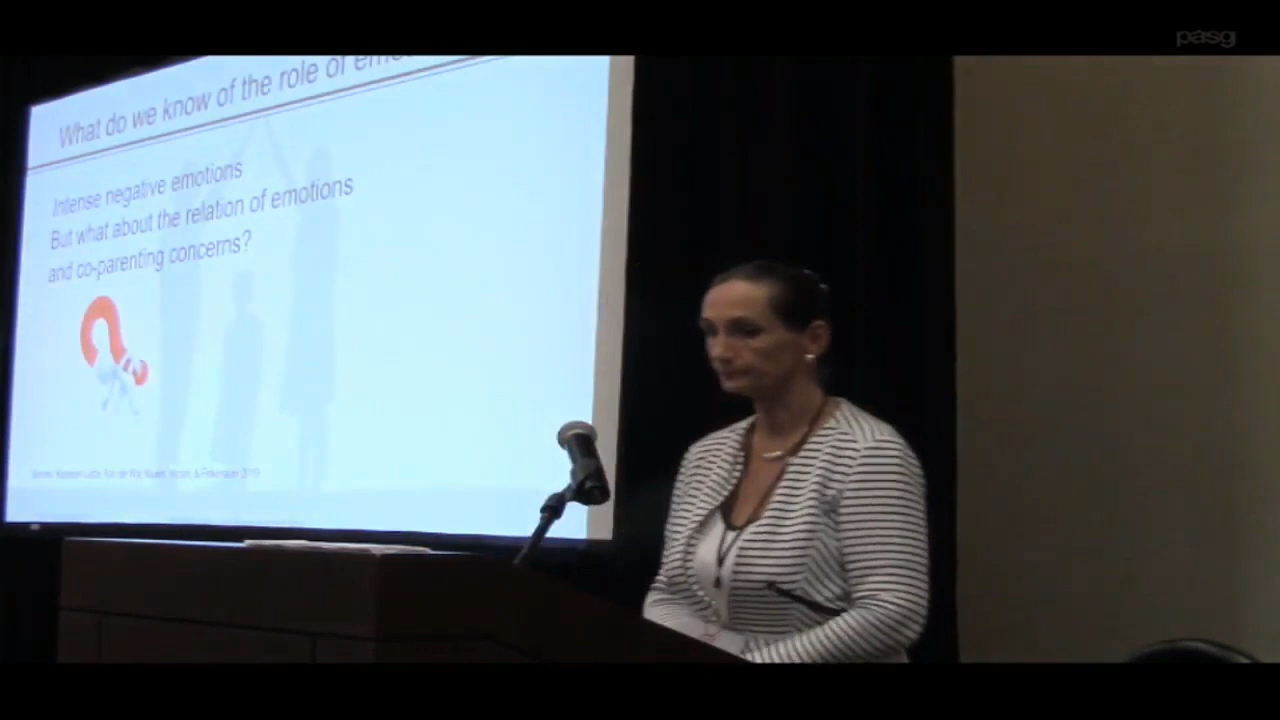 pasg
What do we know of the role of
Intense negative emotions
But what about the relation of emotions
and co-parenting concerns?